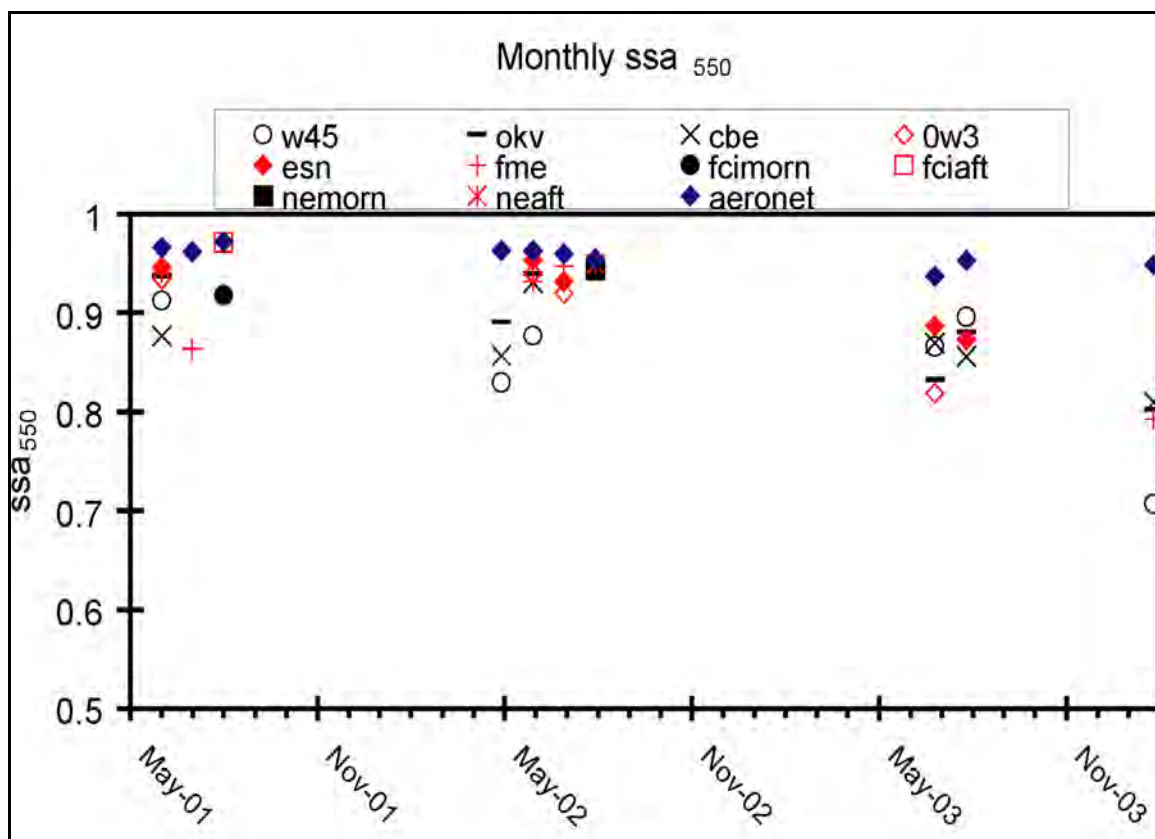 Monthly ssa 550
w45 okv cbe 0w3
esn fme fcimorn fciaft
nemorn neaft aeronet
1
0.9
0.8
0.7
0.6
0.5
ssa550
May-01 Nov-01 May-02 Nov-02 May-03 Nov-03